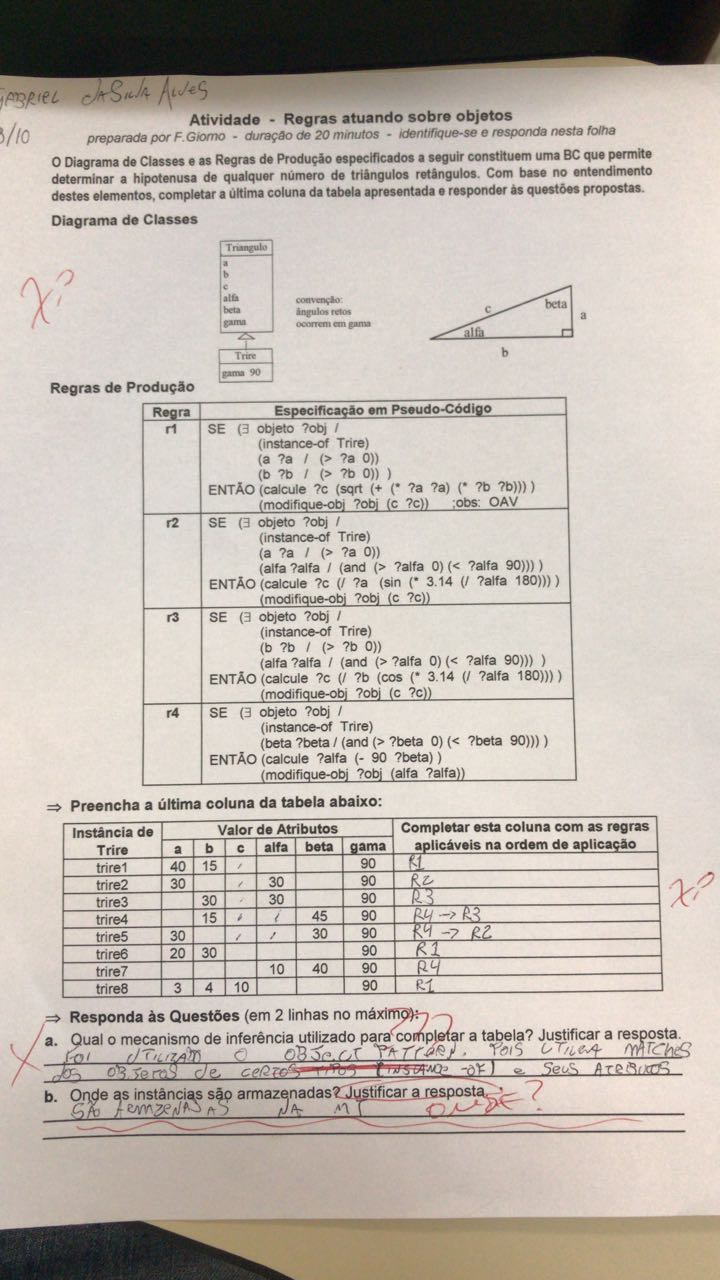 GABRIEL DA SILVA ALVES
/10
Atividade - Regras atuando sobre objetos
preparada por F.Giorno - duração de 20 minutos - identifique-se e responda nesta folha
O Diagrama de Classes e as Regras de Produção especificados a seguir constituem uma BC que permite
determinar a hipotenusa de qualquer número de triângulos retângulos. Com base no entendimento
destes elementos, completar a última coluna da tabela apresentada e responder às questões propostas.
Diagrama de Classes
Triangulo
a
b
c
alfa
beta
gama
Trire
gama 90
convenção:
ângulos retos
ocorrem em gama
c
beta
a
alfa
b
Regras de Produção
Regra Especificação em Pseudo-Código
r1 SE (∃ objeto ?obj /
(instance-of Trire)
(a ?a / (> ?a 0))
(b ?b / (> ?b 0)) )
ENTÃO (calcule ?c (sqrt (+ (* ?a ?a) (* ?b ?b))) )
(modifique-obj ?obj (c ?c)) ;obs: OAV
r2 SE (∃ objeto ?obj /
(instance-of Trire)
(a ?a / (> ?a 0))
(alfa ?alfa / (and (> ?alfa 0) (< ?alfa 90))) )
ENTÃO (calcule ?c (/ ?a (sin (* 3.14 (/ ?alfa 180))) )
(modifique-obj ?obj (c ?c))
r3 SE (∃ objeto ?obj /
(instance-of Trire)
(b ?b / (> ?b 0))
(alfa ?alfa / (and (> ?alfa 0) (< ?alfa 90))) )
ENTÃO (calcule ?c (/ ?b (cos (* 3.14 (/ ?alfa 180))) )
(modifique-obj ?obj (c ?c))
r4 SE (∃ objeto ?obj /
(instance-of Trire)
(beta ?beta / (and (> ?beta 0) (< ?beta 90))) )
ENTÃO (calcule ?alfa (- 90 ?beta) )
(modifique-obj ?obj (alfa ?alfa))
⇒ Preencha a última coluna da tabela abaixo:
Instância de Trire Valor de Atributos Completar esta coluna com as regras aplicáveis na ordem de aplicação
a b c alfa beta gama
trire1 40 15 90 R1
trire2 30 30 90 R2
trire3 30 30 90 R3
trire4 15 45 90 R4 -> R3
trire5 30 30 90 R4 -> R2
trire6 20 30 90 R1
trire7 10 40 90 R4
trire8 3 4 10 90 R1
⇒ Responda às Questões (em 2 linhas no máximo):
???
a. Qual o mecanismo de inferência utilizado para completar a tabela? Justificar a resposta.
FOI UTILIZADO O OBJECT PATTERN, POIS UTILIZA MATCHES
DOS OBJETOS de CERTOS TIPOS (INSTANCE-OF) e SEUS ATRIBUTOS
b. Onde as instâncias são armazenadas? Justificar a resposta.
SÃO ARMAZENADAS NA MT
?